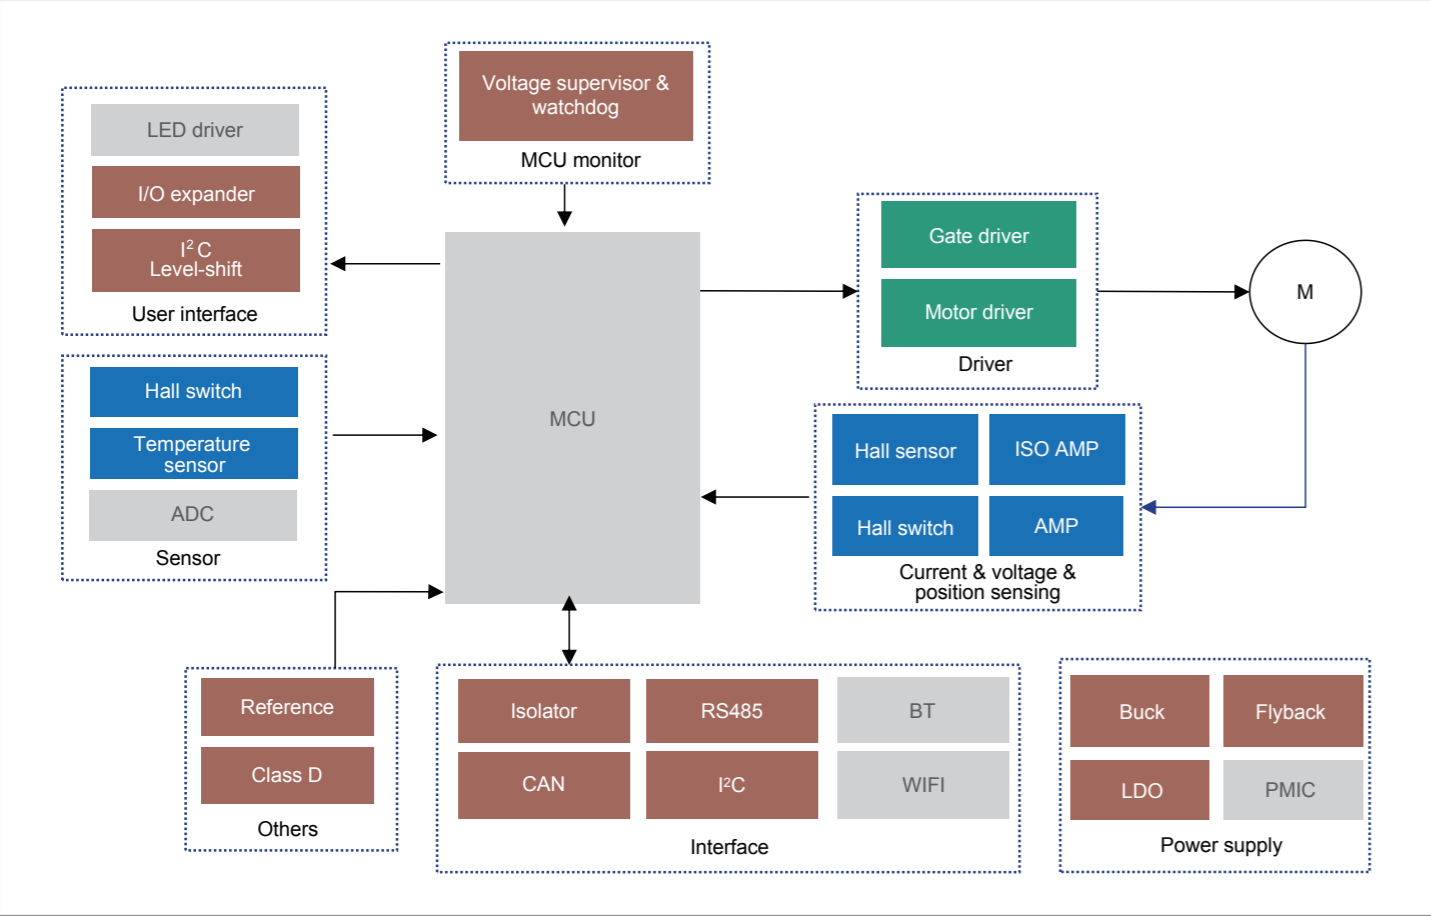 Voltage supervisor &
watchdog
MCU monitor
LED driver
I/O expander
I² C
Level-shift
User interface
Hall switch
Temperature
sensor
ADC
Sensor
MCU
Gate driver
Motor driver
Driver
M
Hall sensor
ISO AMP
Hall switch
AMP
Current & voltage &
position sensing
Reference
Class D
Others
Isolator
RS485
BT
CAN
I²C
WIFI
Interface
Buck
Flyback
LDO
PMIC
Power supply